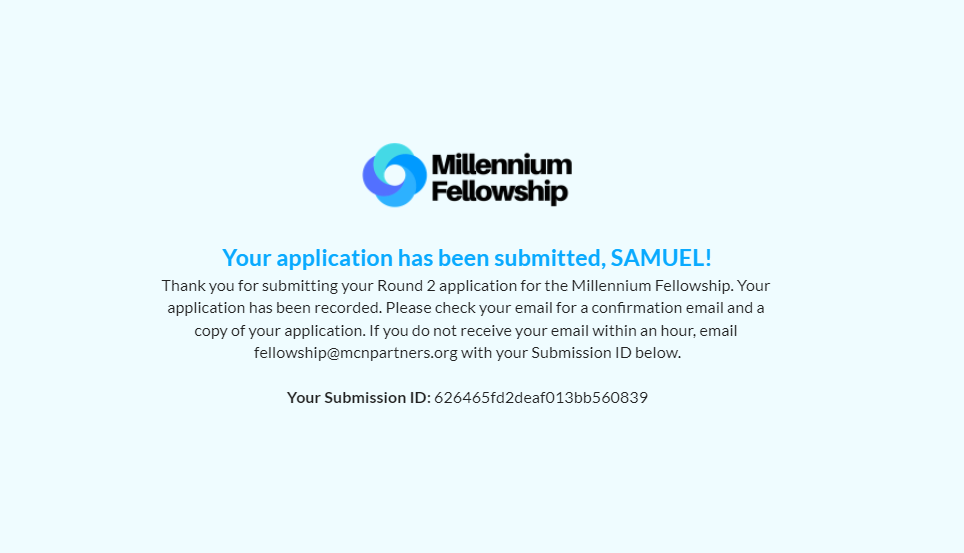 Millennium
Fellowship
Your application has been submitted, SAMUEL!
Thank you for submitting your Round 2 application for the Millennium Fellowship. Your
application has been recorded. Please check your email for a confirmation email and a
copy of your application. If you do not receive your email within an hour, email
fellowship@mcnpartners.org with your Submission ID below.
Your Submission ID: 626465fd2deaf013bb560839